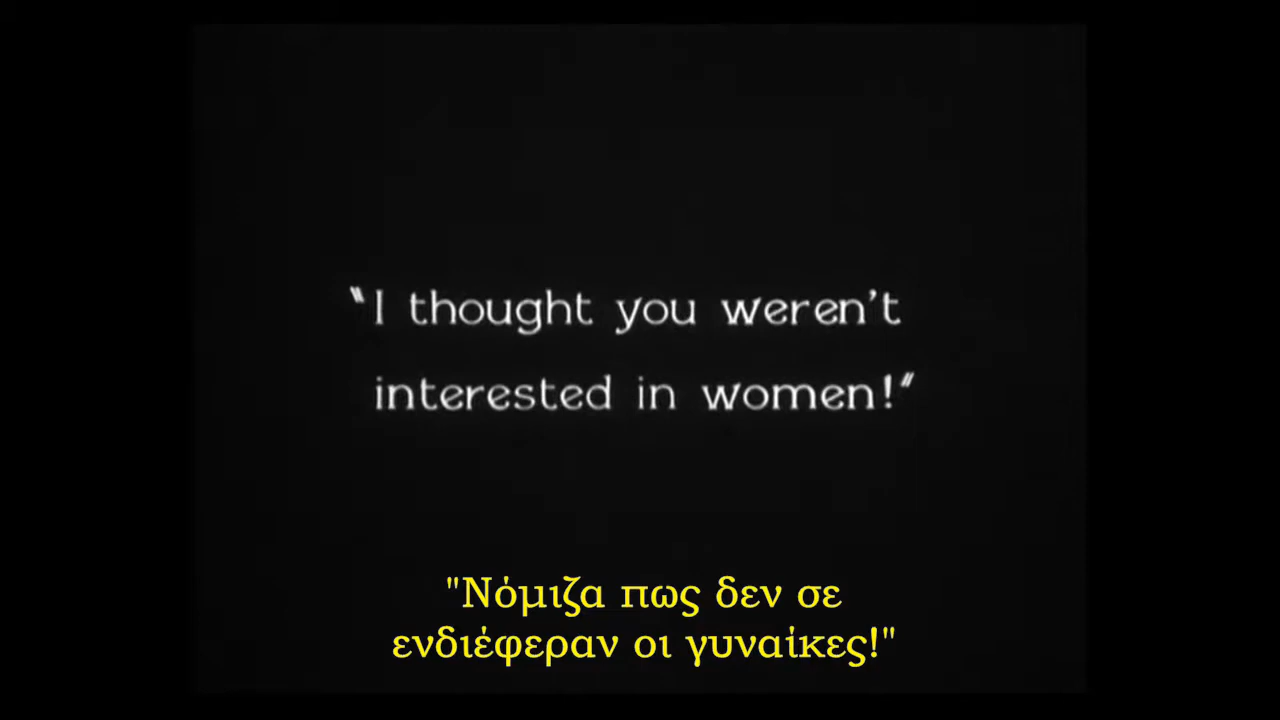 "I thought you weren't
interested in women!"
"Νόμιζα πως δεν σε
ενδιέφεραν οι γυναίκες!"